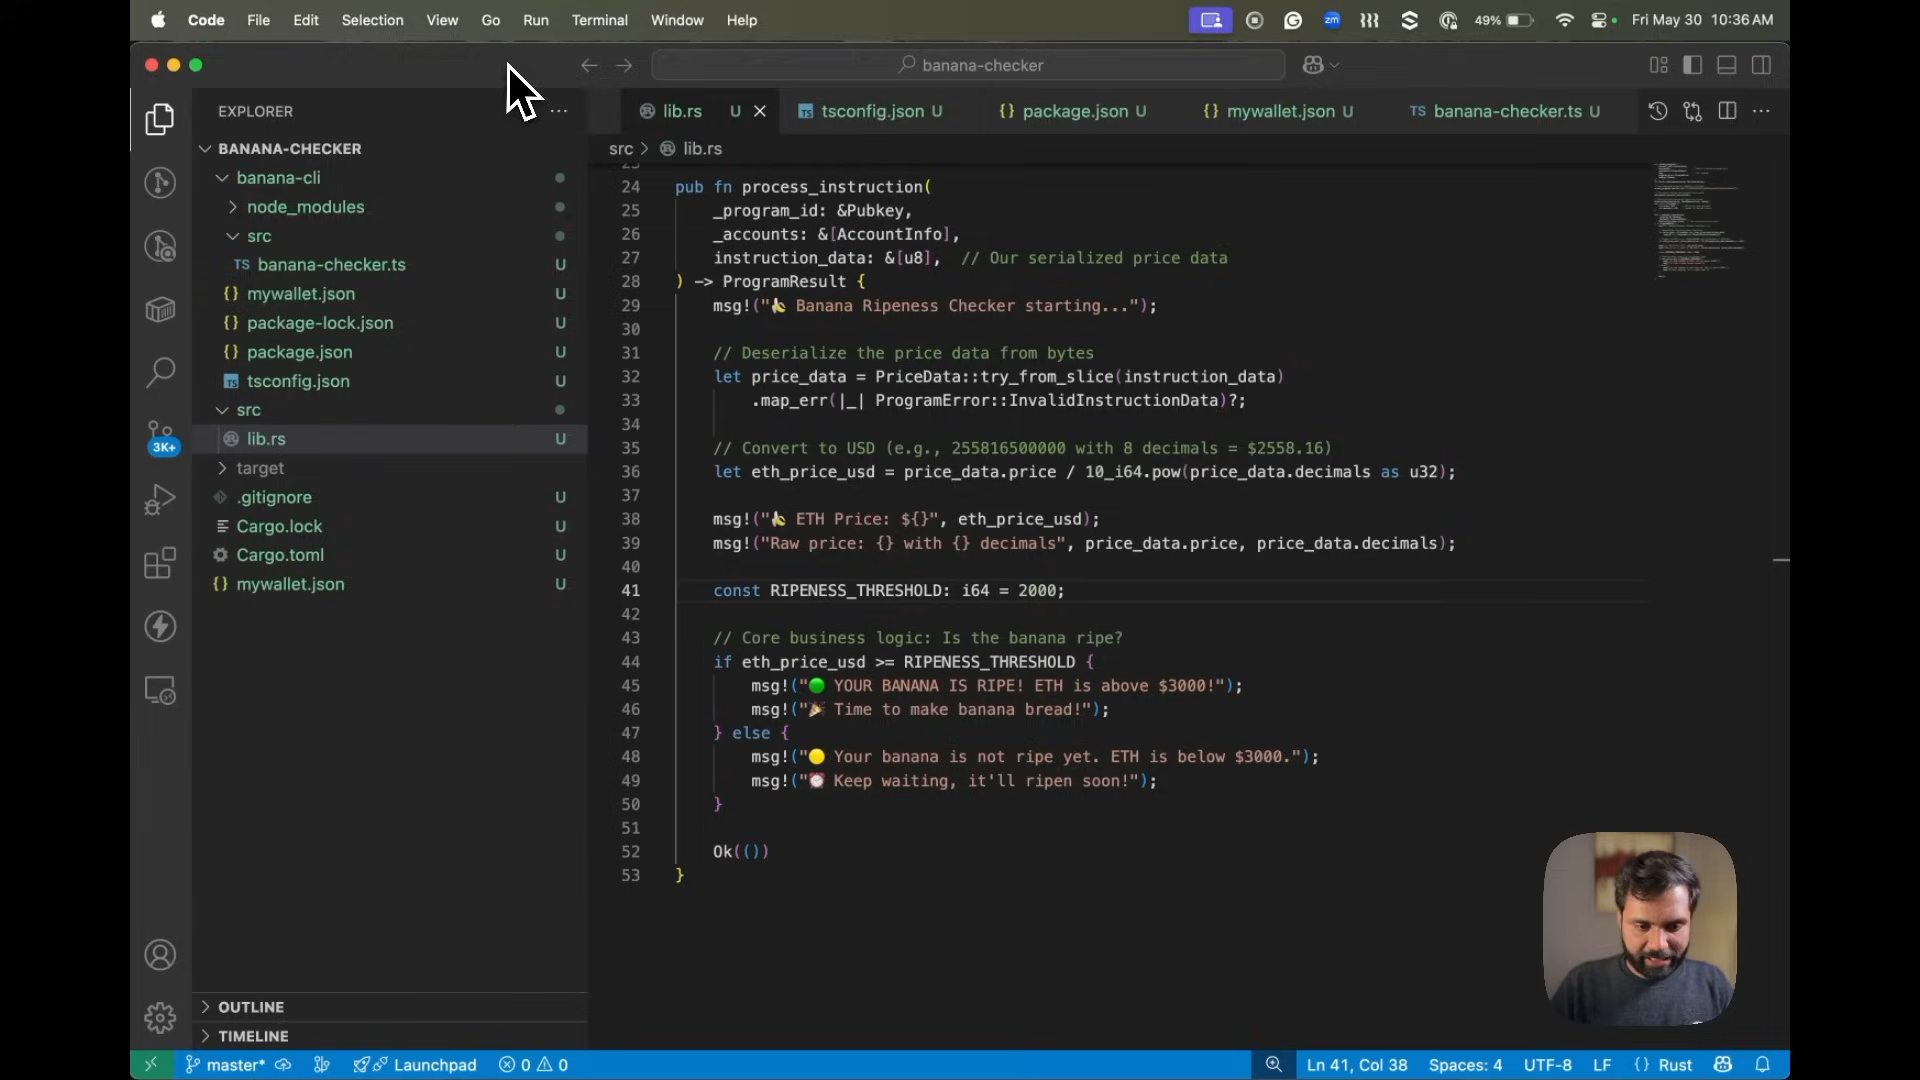 Code File Edit Selection View Go Run Terminal Window Help
zm 49% Fri May 30 10:36 AM
banana-checker
EXPLORER
lib.rs U
tsconfig.json U
{} package.json U
{} mywallet.json U
TS banana-checker.ts U
src > lib.rs
BANANA-CHECKER
banana-cli
node_modules
src
TS banana-checker.ts U
{} mywallet.json U
{} package-lock.json U
{} package.json U
TS tsconfig.json U
src
lib.rs U
target
.gitignore U
Cargo.lock U
Cargo.toml U
{} mywallet.json U
3K+
OUTLINE
TIMELINE
23
24 pub fn process_instruction(
25 _program_id: &Pubkey,
26 _accounts: &[AccountInfo],
27 instruction_data: &[u8], // Our serialized price data
28 ) -> ProgramResult {
29 msg!("🍌 Banana Ripeness Checker starting...");
30
31 // Deserialize the price data from bytes
32 let price_data = PriceData::try_from_slice(instruction_data)
33 .map_err(|_| ProgramError::InvalidInstructionData)?;
34
35 // Convert to USD (e.g., 255816500000 with 8 decimals = $2558.16)
36 let eth_price_usd = price_data.price / 10_i64.pow(price_data.decimals as u32);
37
38 msg!("🍌 ETH Price: ${}", eth_price_usd);
39 msg!("Raw price: {} with {} decimals", price_data.price, price_data.decimals);
40
41 const RIPENESS_THRESHOLD: i64 = 2000;
42
43 // Core business logic: Is the banana ripe?
44 if eth_price_usd >= RIPENESS_THRESHOLD {
45 msg!("🟢 YOUR BANANA IS RIPE! ETH is above $3000!");
46 msg!("🎉 Time to make banana bread!");
47 } else {
48 msg!("🟡 Your banana is not ripe yet. ETH is below $3000.");
49 msg!("⏰ Keep waiting, it'll ripen soon!");
50 }
51
52 Ok(())
53 }
master* Launchpad 0 0
Ln 41, Col 38 Spaces: 4 UTF-8 LF {} Rust